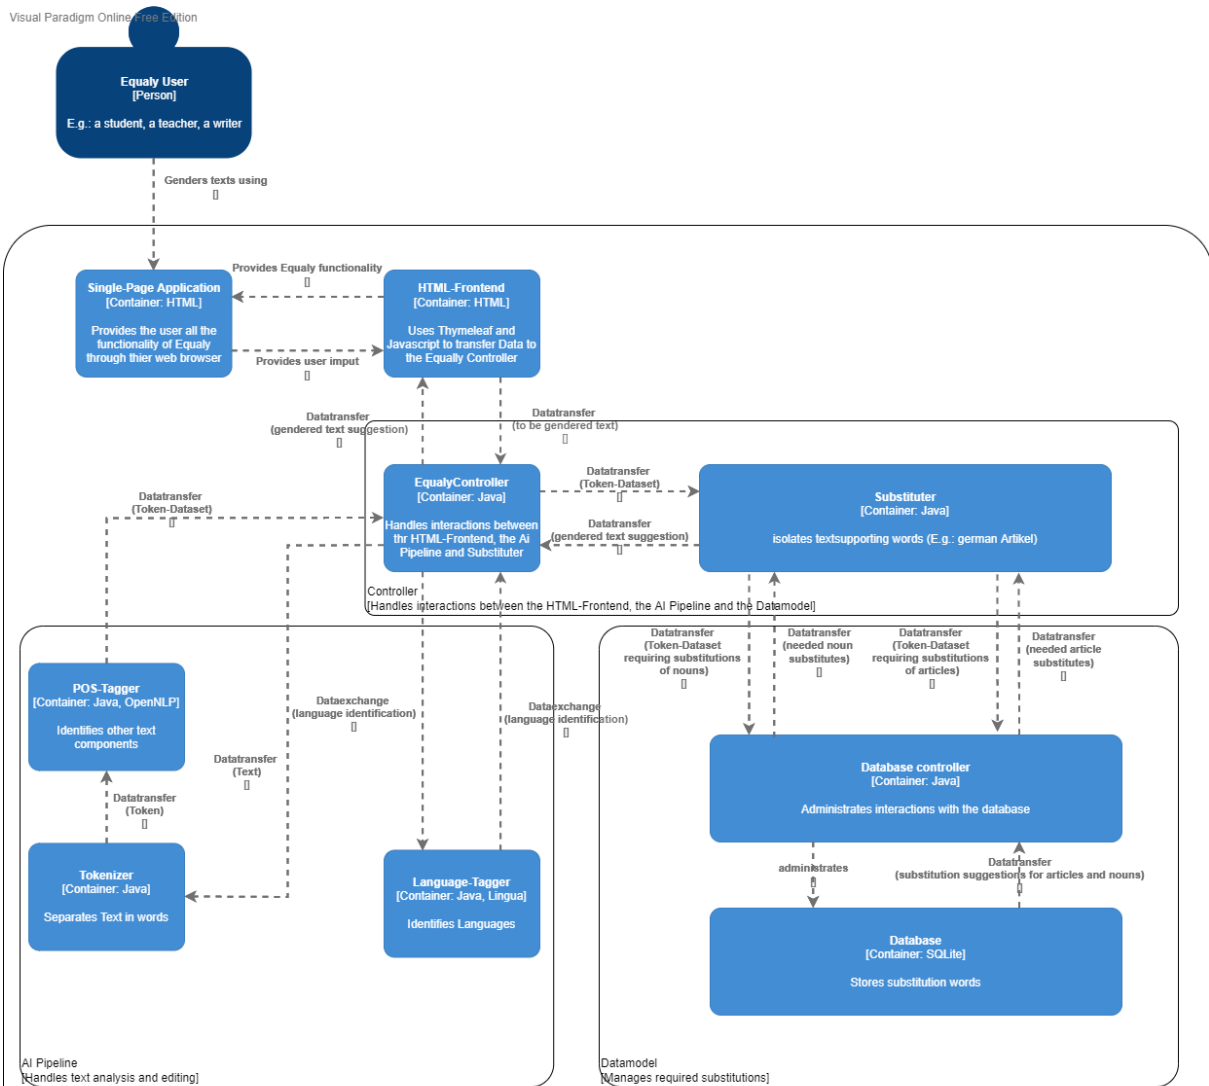 Visual Paradigm Online Free Edition
Equaly User
[Person]
E.g.: a student, a teacher, a writer
Genders texts using
[]
Single-Page Application
[Container: HTML]
Provides the user all the
functionality of Equaly
through thier web browser
Provides Equaly functionality
[]
Provides user imput
[]
HTML-Frontend
[Container: HTML]
Uses Thymeleaf and
Javascript to transfer Data to
the Equally Controller
Datatransfer
(gendered text suggestion)
[]
Datatransfer
(to be gendered text)
[]
EqualyController
[Container: Java]
Handles interactions between
thr HTML-Frontend, the Ai
Pipeline and Substituter
Datatransfer
(Token-Dataset)
[]
Datatransfer
(gendered text suggestion)
[]
Substituter
[Container: Java]
isolates textsupporting words (E.g.: german Artikel)
Datatransfer
(Token-Dataset)
[]
Controller
[Handles interactions between the HTML-Frontend, the AI Pipeline and the Datamodel]
POS-Tagger
[Container: Java, OpenNLP]
Identifies other text
components
Datatransfer
(Token)
[]
Tokenizer
[Container: Java]
Separates Text in words
Datatransfer
(Text)
[]
Dataexchange
(language identification)
[]
Dataexchange
(language identification)
[]
Language-Tagger
[Container: Java, Lingua]
Identifies Languages
AI Pipeline
[Handles text analysis and editing]
Datatransfer
(Token-Dataset
requiring substitutions
of nouns)
[]
Datatransfer
(needed noun
substitutes)
[]
Datatransfer
(Token-Dataset
requiring substitutions
of articles)
[]
Datatransfer
(needed article
substitutes)
[]
Database controller
[Container: Java]
Administrates interactions with the database
administrates
[]
Datatransfer
(substitution suggestions for articles and nouns)
[]
Database
[Container: SQLite]
Stores substitution words
Datamodel
[Manages required substitutions]